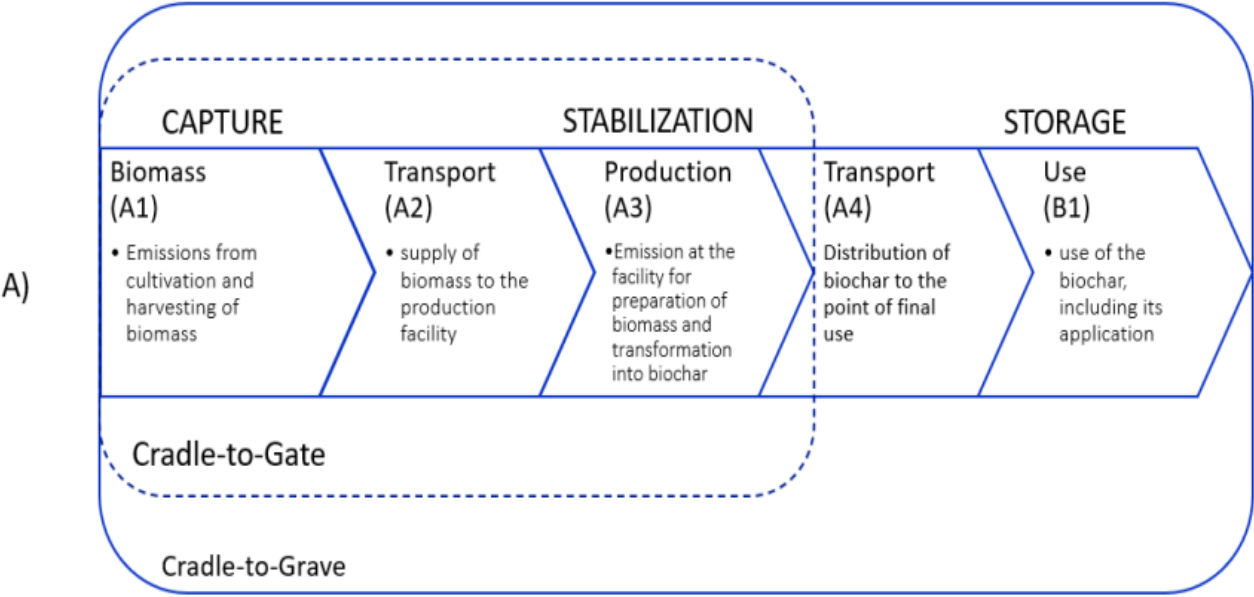 A)
CAPTURE
STABILIZATION
STORAGE
Biomass
(A1)
• Emissions from
cultivation and
harvesting of
biomass
Transport
(A2)
• supply of
biomass to the
production
facility
Production
(A3)
•Emission at the
facility for
preparation of
biomass and
transformation
into biochar
Transport
(A4)
Distribution of
biochar to the
point of final
use
Use
(B1)
• use of the
biochar,
including its
application
Cradle-to-Gate
Cradle-to-Grave